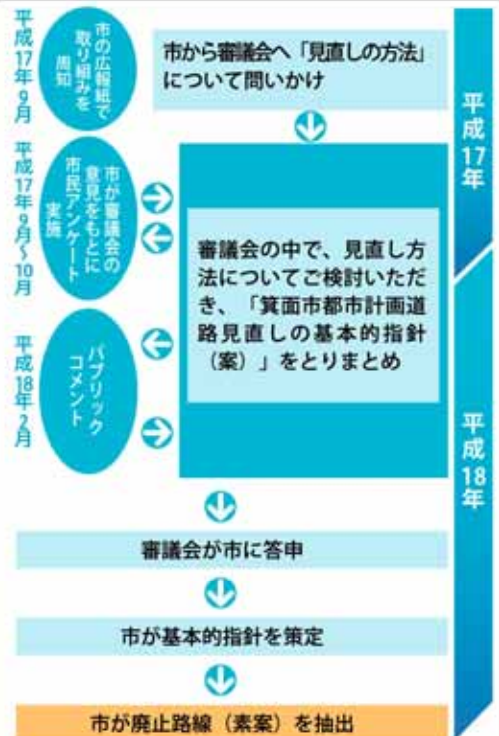 平成17年9月
市の広報紙で
取り組みを
周知
市から審議会へ「見直しの方法」
について問いかけ
平成17年
平成17年9月~10月
市が審議会の
意見をもとに
市民アンケート
実施
審議会の中で、見直し方
法についてご検討いただ
き、「箕面市都市計画道
路見直しの基本的指針
(案)」をとりまとめ
平成18年2月
パブリック
コメント
平成18年
審議会が市に答申
市が基本的指針を策定
市が廃止路線(素案)を抽出